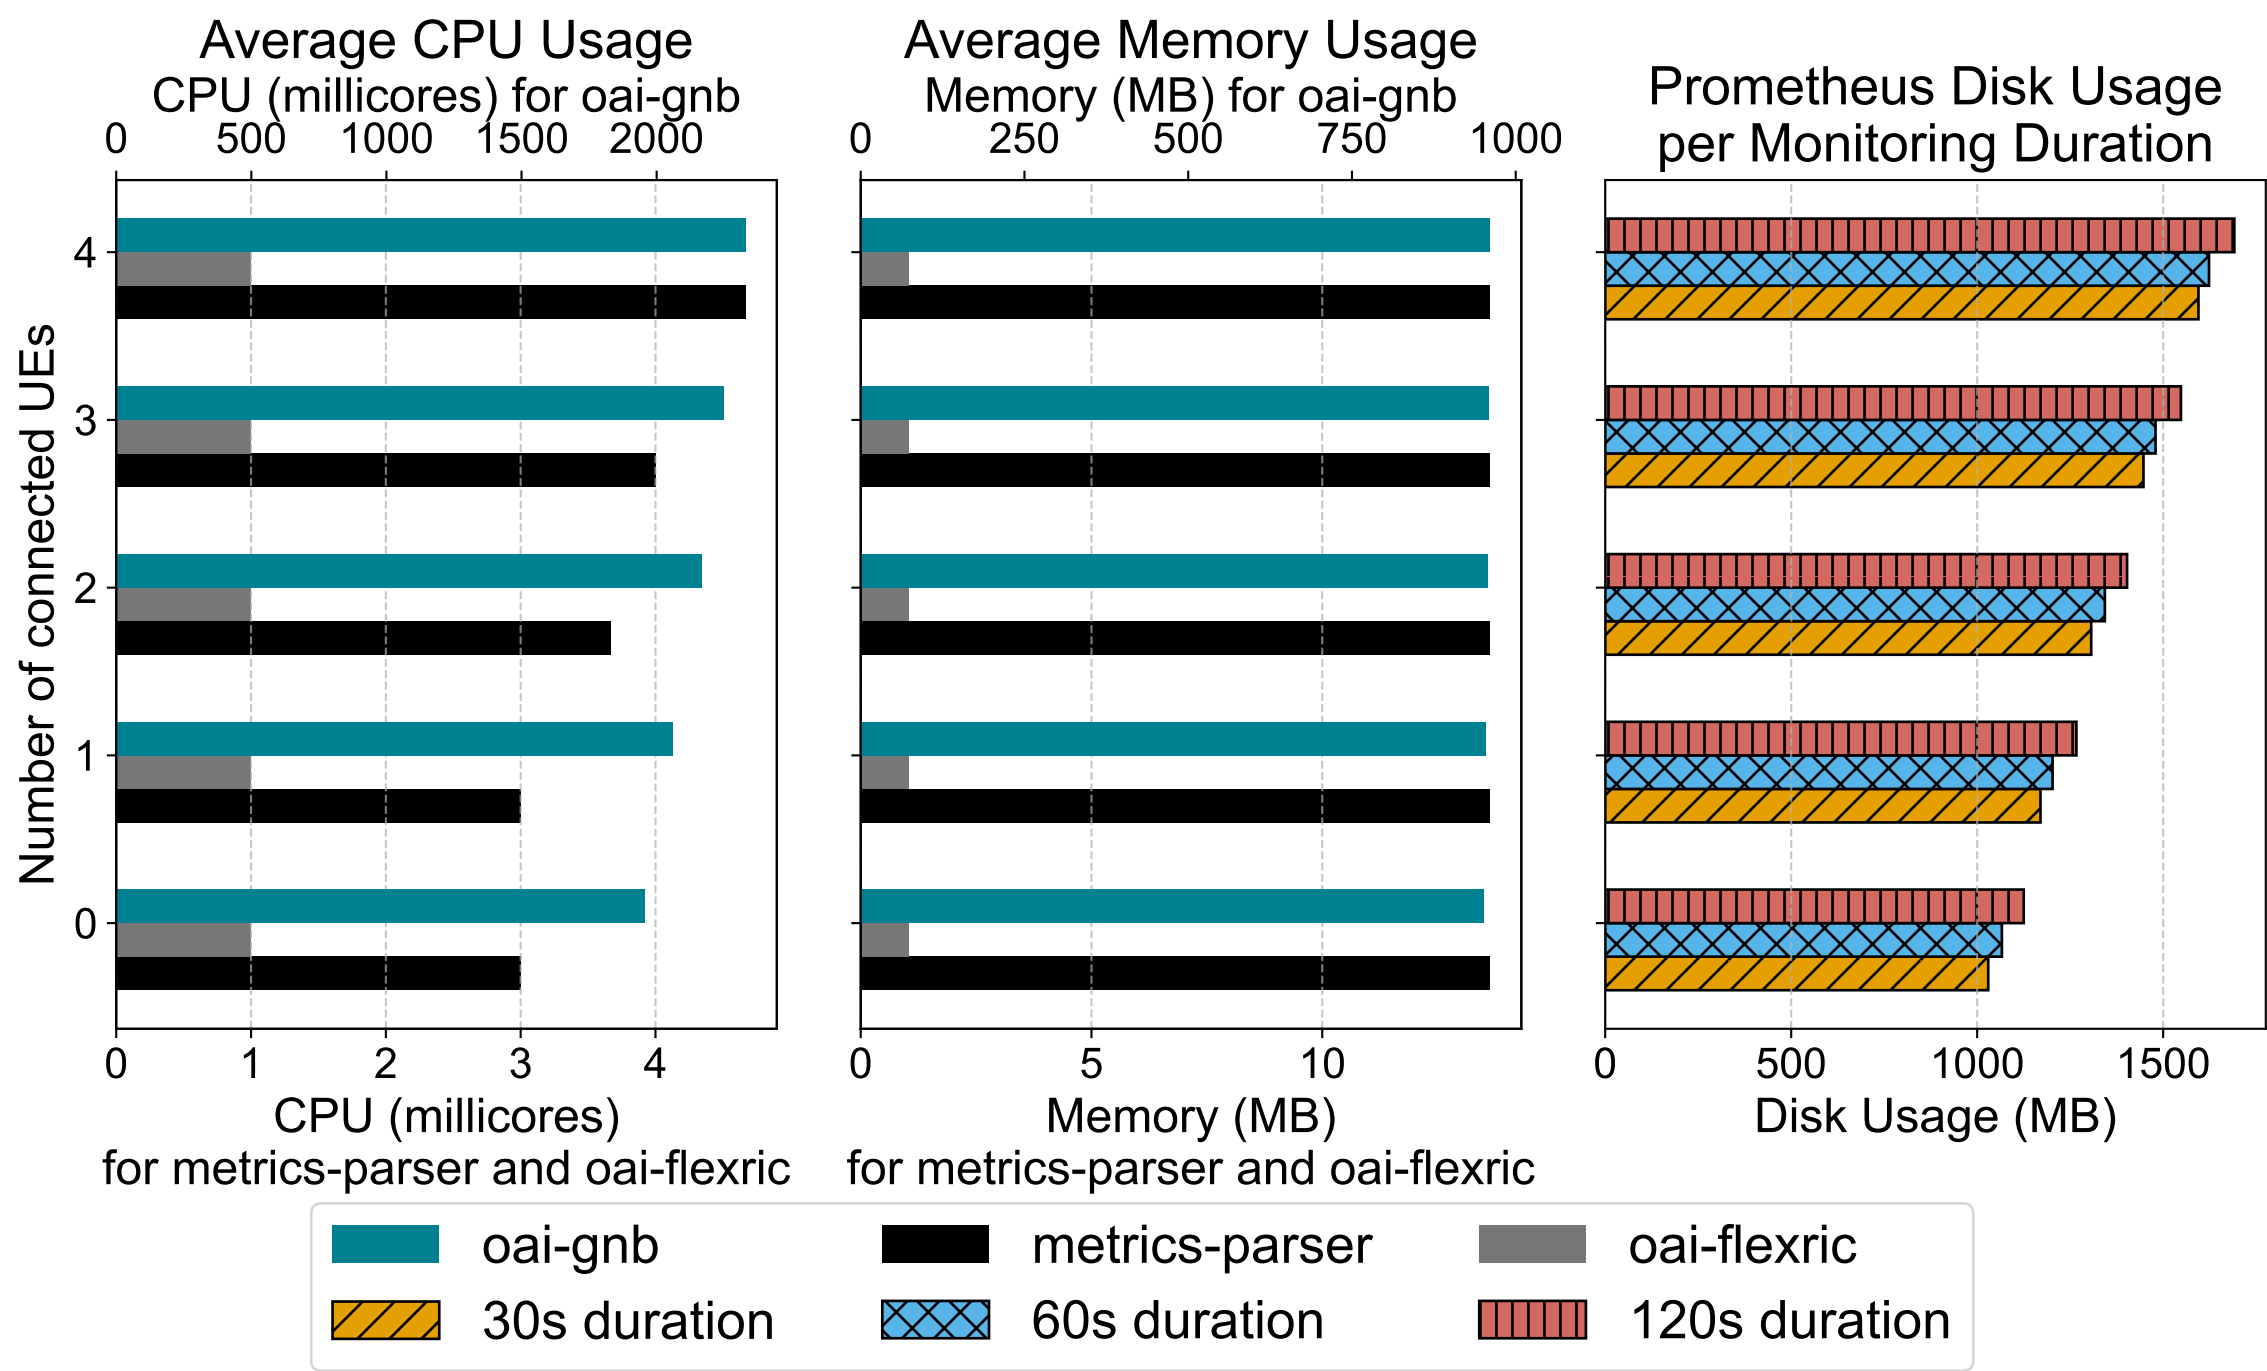 Average CPU Usage
CPU (millicores) for oai-gnb
0 500 1000 1500 2000
4
3
2
1
0
Number of connected UEs
0 1 2 3 4
CPU (millicores)
for metrics-parser and oai-flexric
Average Memory Usage
Memory (MB) for oai-gnb
0 250 500 750 1000
0 5 10
Memory (MB)
for metrics-parser and oai-flexric
Prometheus Disk Usage
per Monitoring Duration
0 500 1000 1500
Disk Usage (MB)
oai-gnb metrics-parser oai-flexric
30s duration 60s duration 120s duration